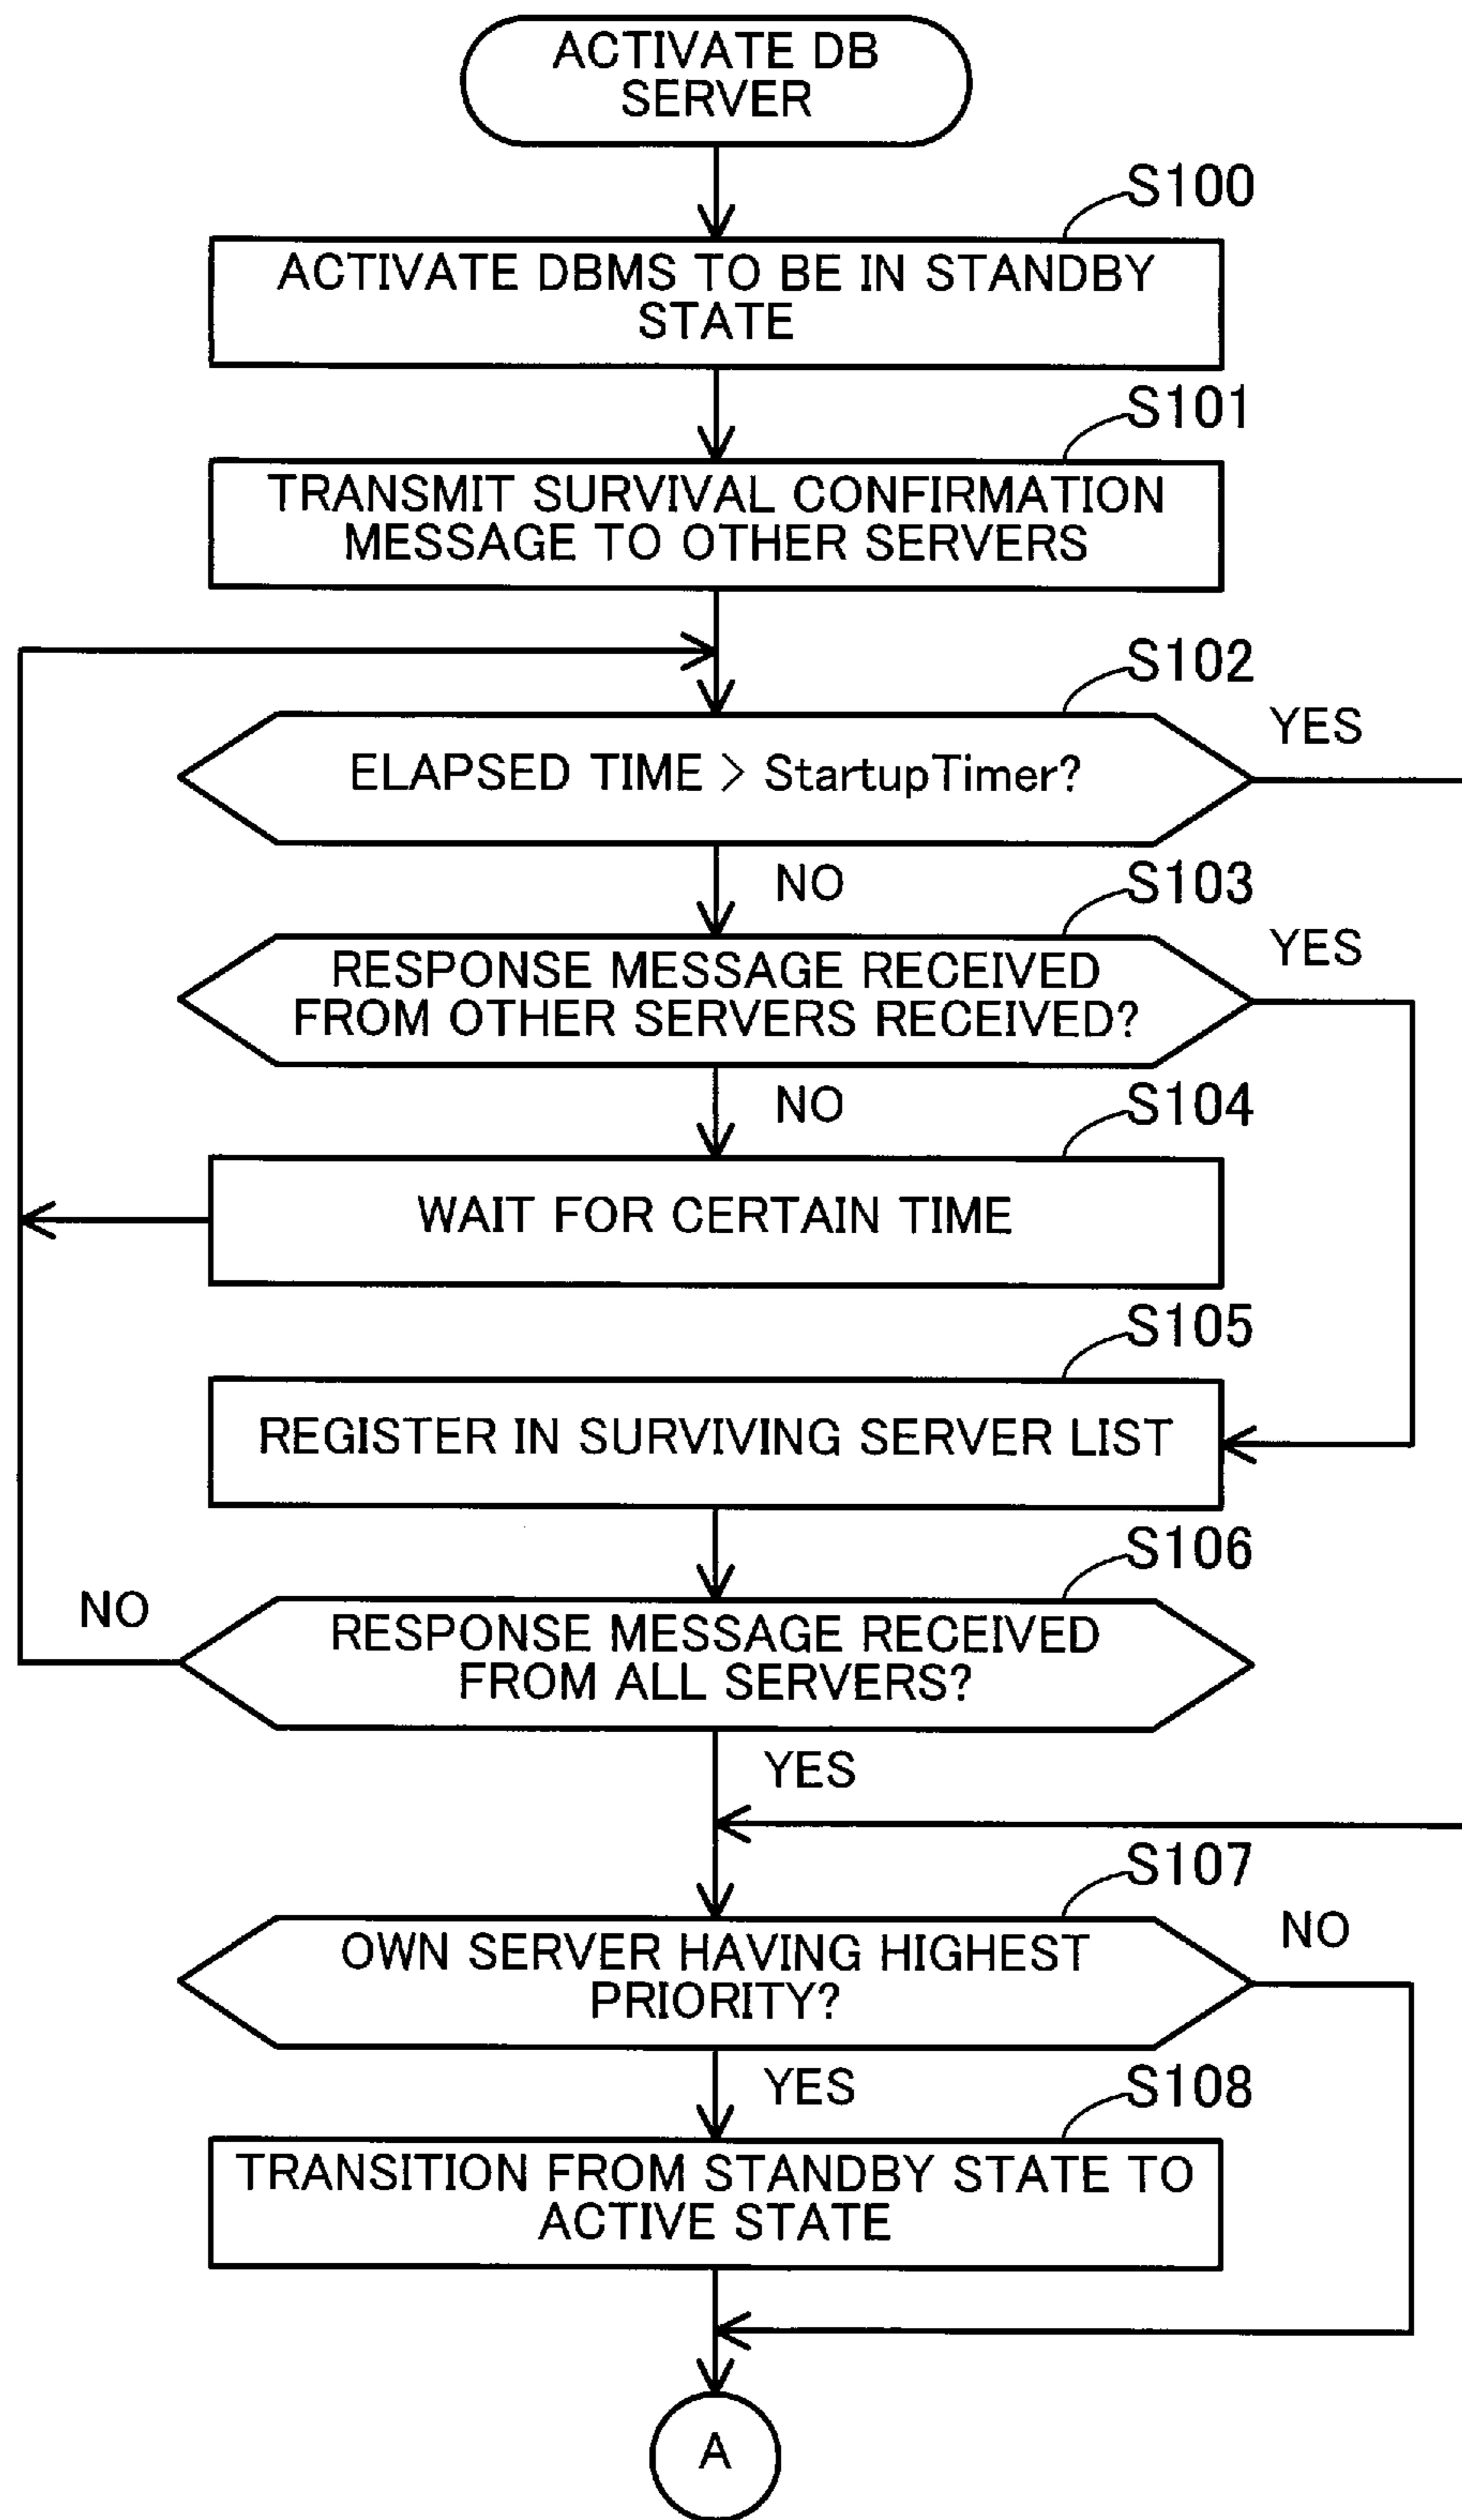 ACTIVATE DB
SERVER
S100
ACTIVATE DBMS TO BE IN STANDBY
STATE
S101
TRANSMIT SURVIVAL CONFIRMATION
MESSAGE TO OTHER SERVERS
S102
YES
ELAPSED TIME > StartupTimer?
NO
S103
YES
RESPONSE MESSAGE RECEIVED
FROM OTHER SERVERS RECEIVED?
NO
S104
WAIT FOR CERTAIN TIME
S105
REGISTER IN SURVIVING SERVER LIST
S106
NO
RESPONSE MESSAGE RECEIVED
FROM ALL SERVERS?
YES
S107
NO
OWN SERVER HAVING HIGHEST
PRIORITY?
YES
S108
TRANSITION FROM STANDBY STATE TO
ACTIVE STATE
A